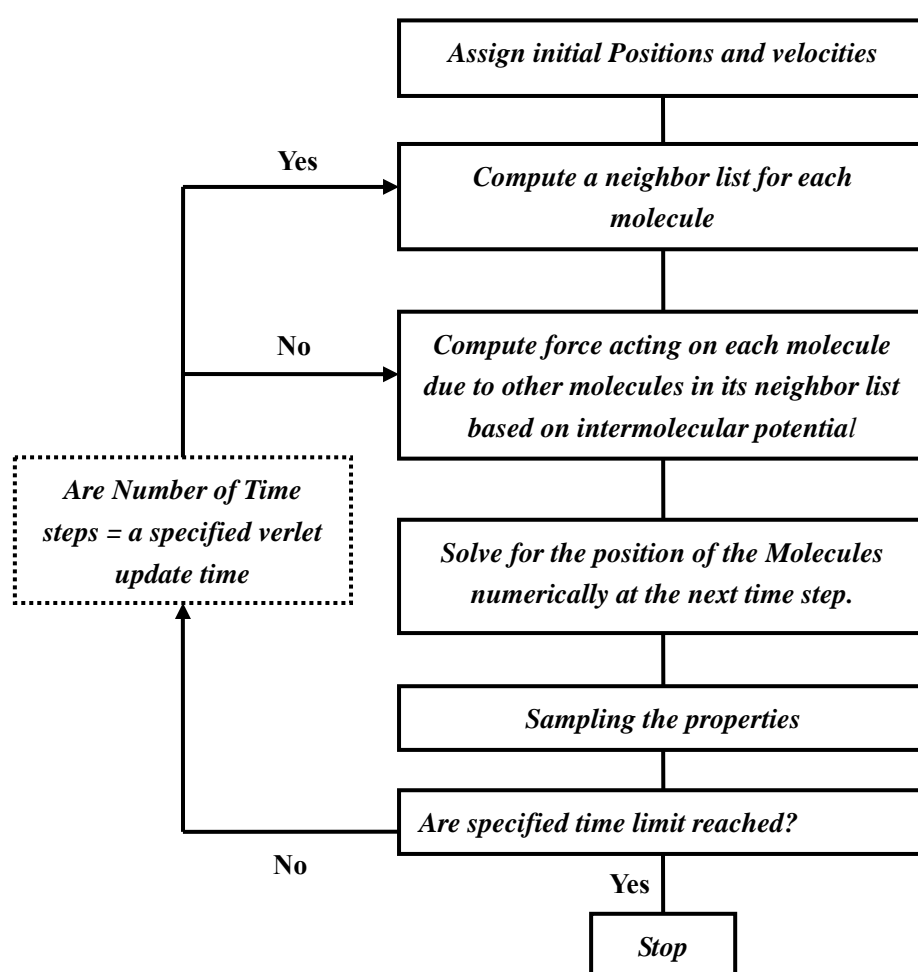 Assign initial Positions and velocities
Yes
Compute a neighbor list for each
molecule
No
Compute force acting on each molecule
due to other molecules in its neighbor list
based on intermolecular potential
Are Number of Time
steps = a specified verlet
update time
Solve for the position of the Molecules
numerically at the next time step.
Sampling the properties
Are specified time limit reached?
No
Yes
Stop